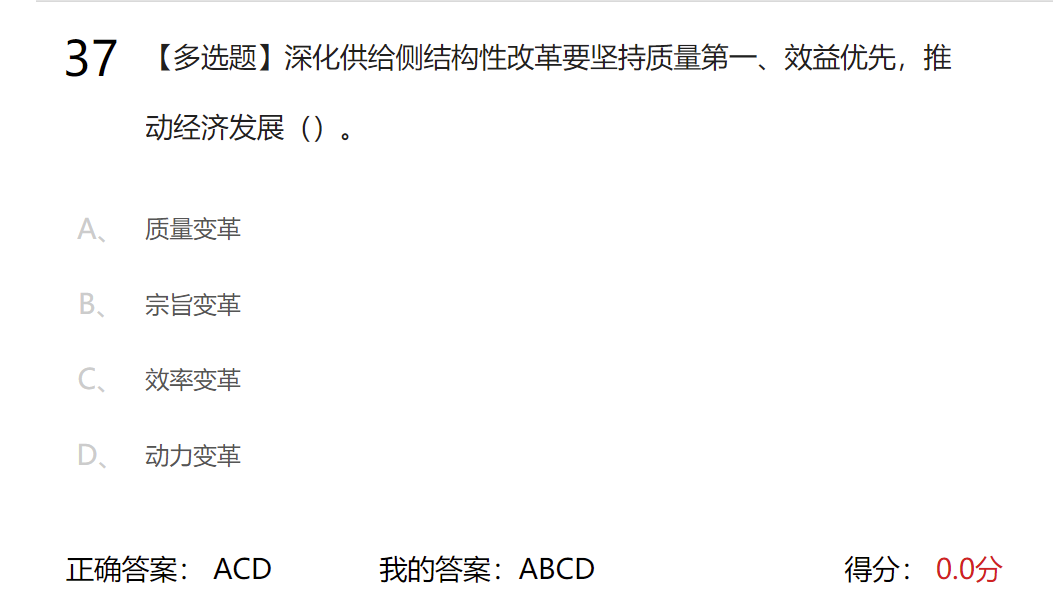 37 【多选题】深化供给侧结构性改革要坚持质量第一、效益优先，推
动经济发展（）。
A、 质量变革
B、 宗旨变革
C、 效率变革
D、 动力变革
正确答案： ACD 我的答案：ABCD 得分： 0.0分